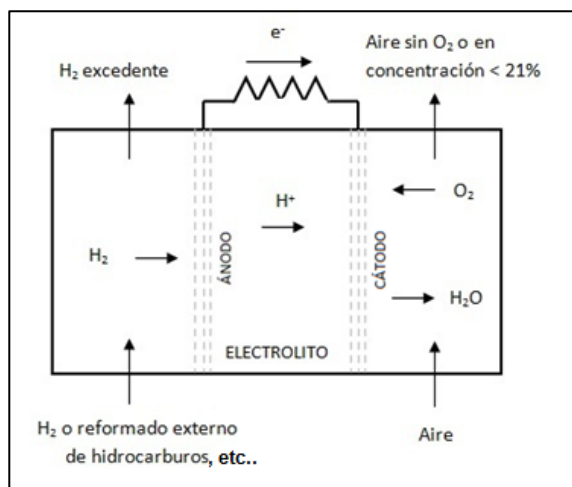 e-
H2 excedente
Aire sin O2 o en
concentración < 21%
H+
O2
H2
ÁNODO
CÁTODO
H2O
ELECTROLITO
H2 o reformado externo
de hidrocarburos, etc..
Aire